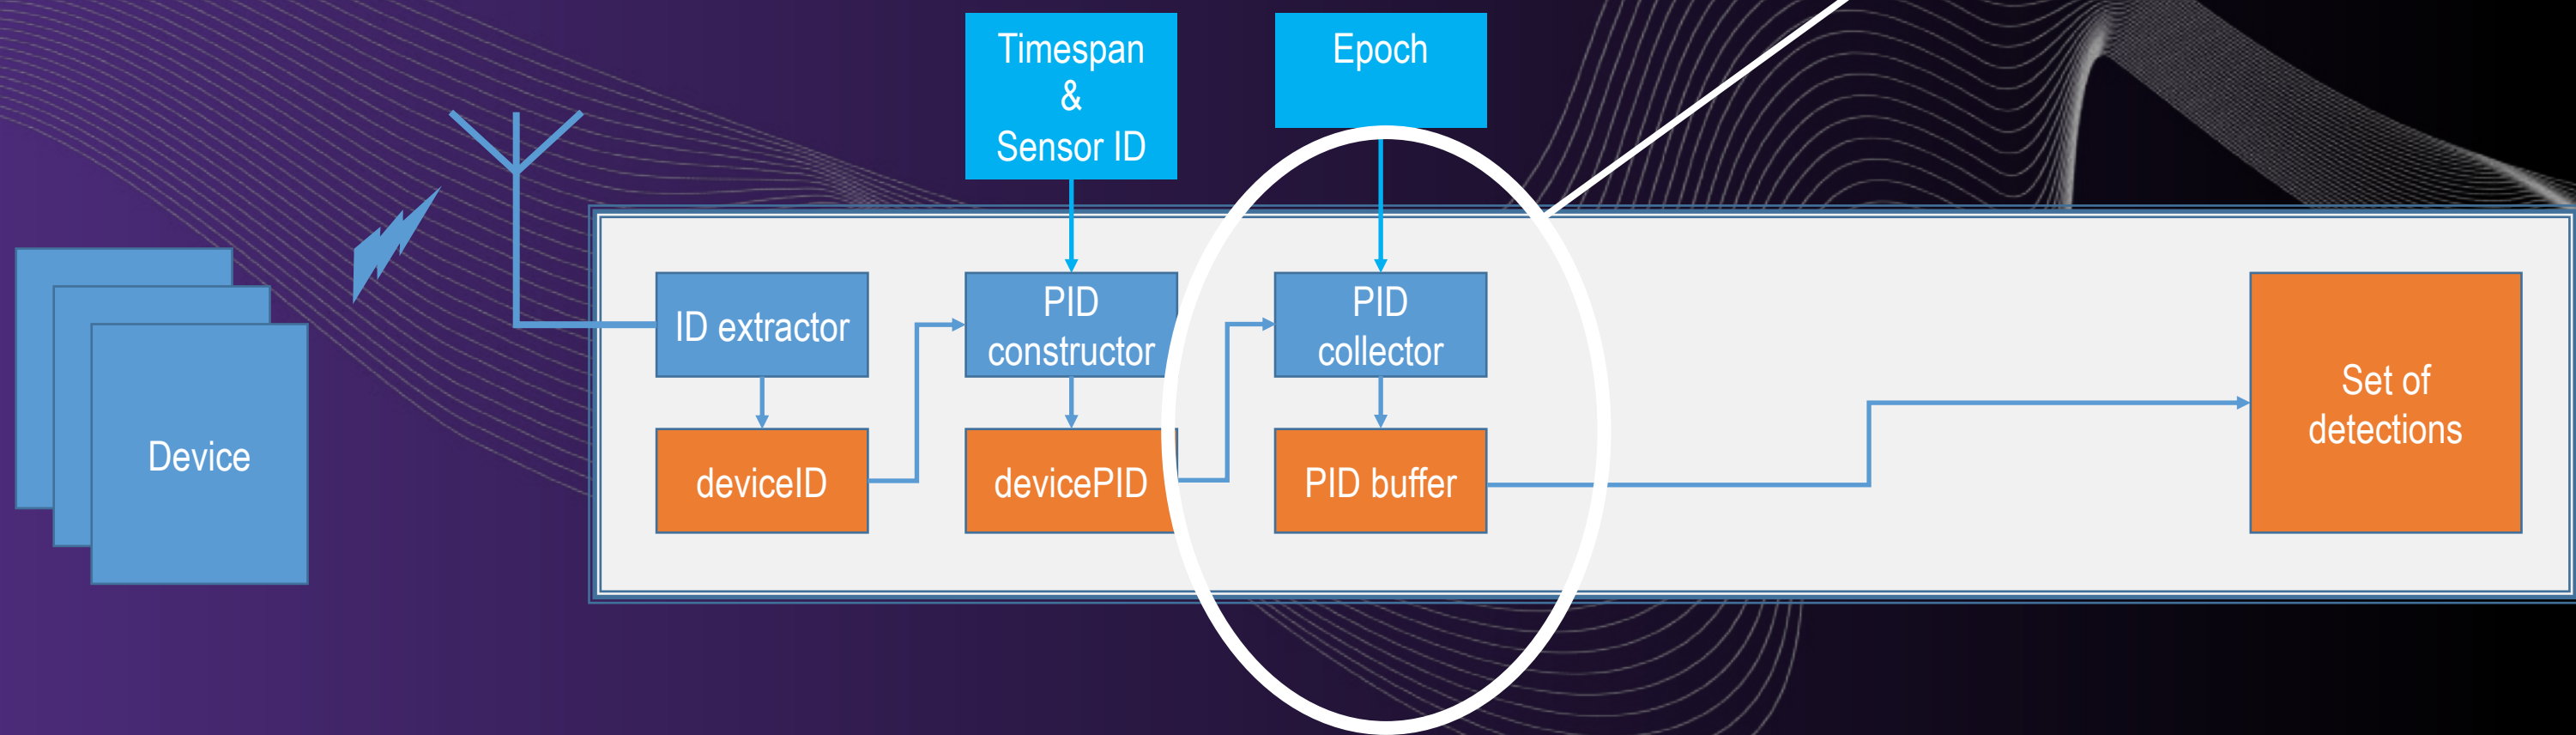 Timespan
&
Sensor ID
Epoch
Device
ID extractor
PID
constructor
PID
collector
deviceID
devicePID
PID buffer
Set of
detections